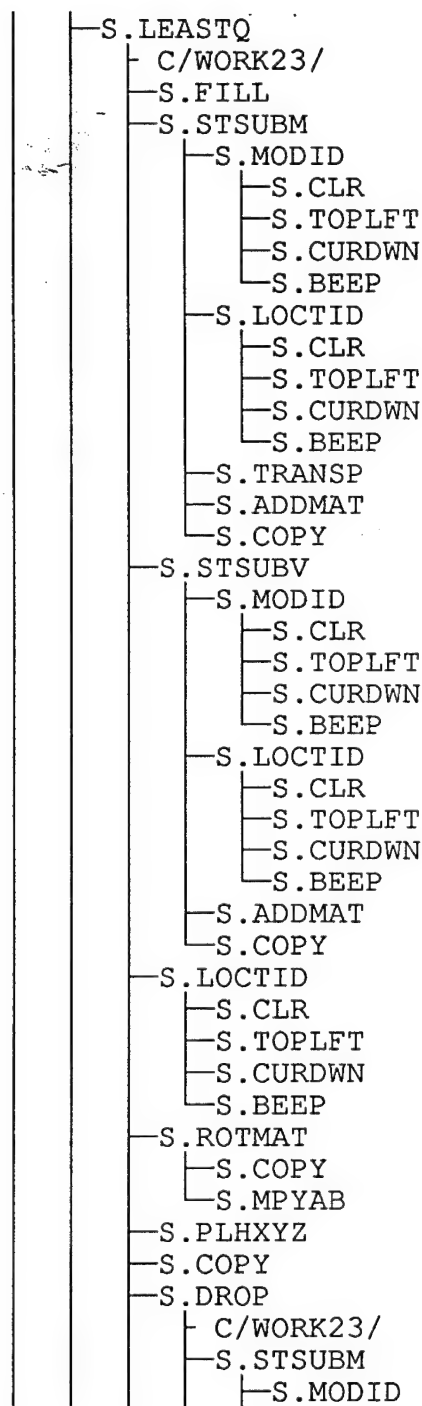 S.LEASTQ
C/WORK23/
S.FILL
S.STSUBM
S.MODID
S.CLR
S.TOPLFT
S.CURDWN
S.BEEP
S.LOCTID
S.CLR
S.TOPLFT
S.CURDWN
S.BEEP
S.TRANSP
S.ADDMAT
S.COPY
S.STSUBV
S.MODID
S.CLR
S.TOPLFT
S.CURDWN
S.BEEP
S.LOCTID
S.CLR
S.TOPLFT
S.CURDWN
S.BEEP
S.ADDMAT
S.COPY
S.LOCTID
S.CLR
S.TOPLFT
S.CURDWN
S.BEEP
S.ROTMAT
S.COPY
S.MPYAB
S.PLHXYZ
S.COPY
S.DROP
C/WORK23/
S.STSUBM
S.MODID